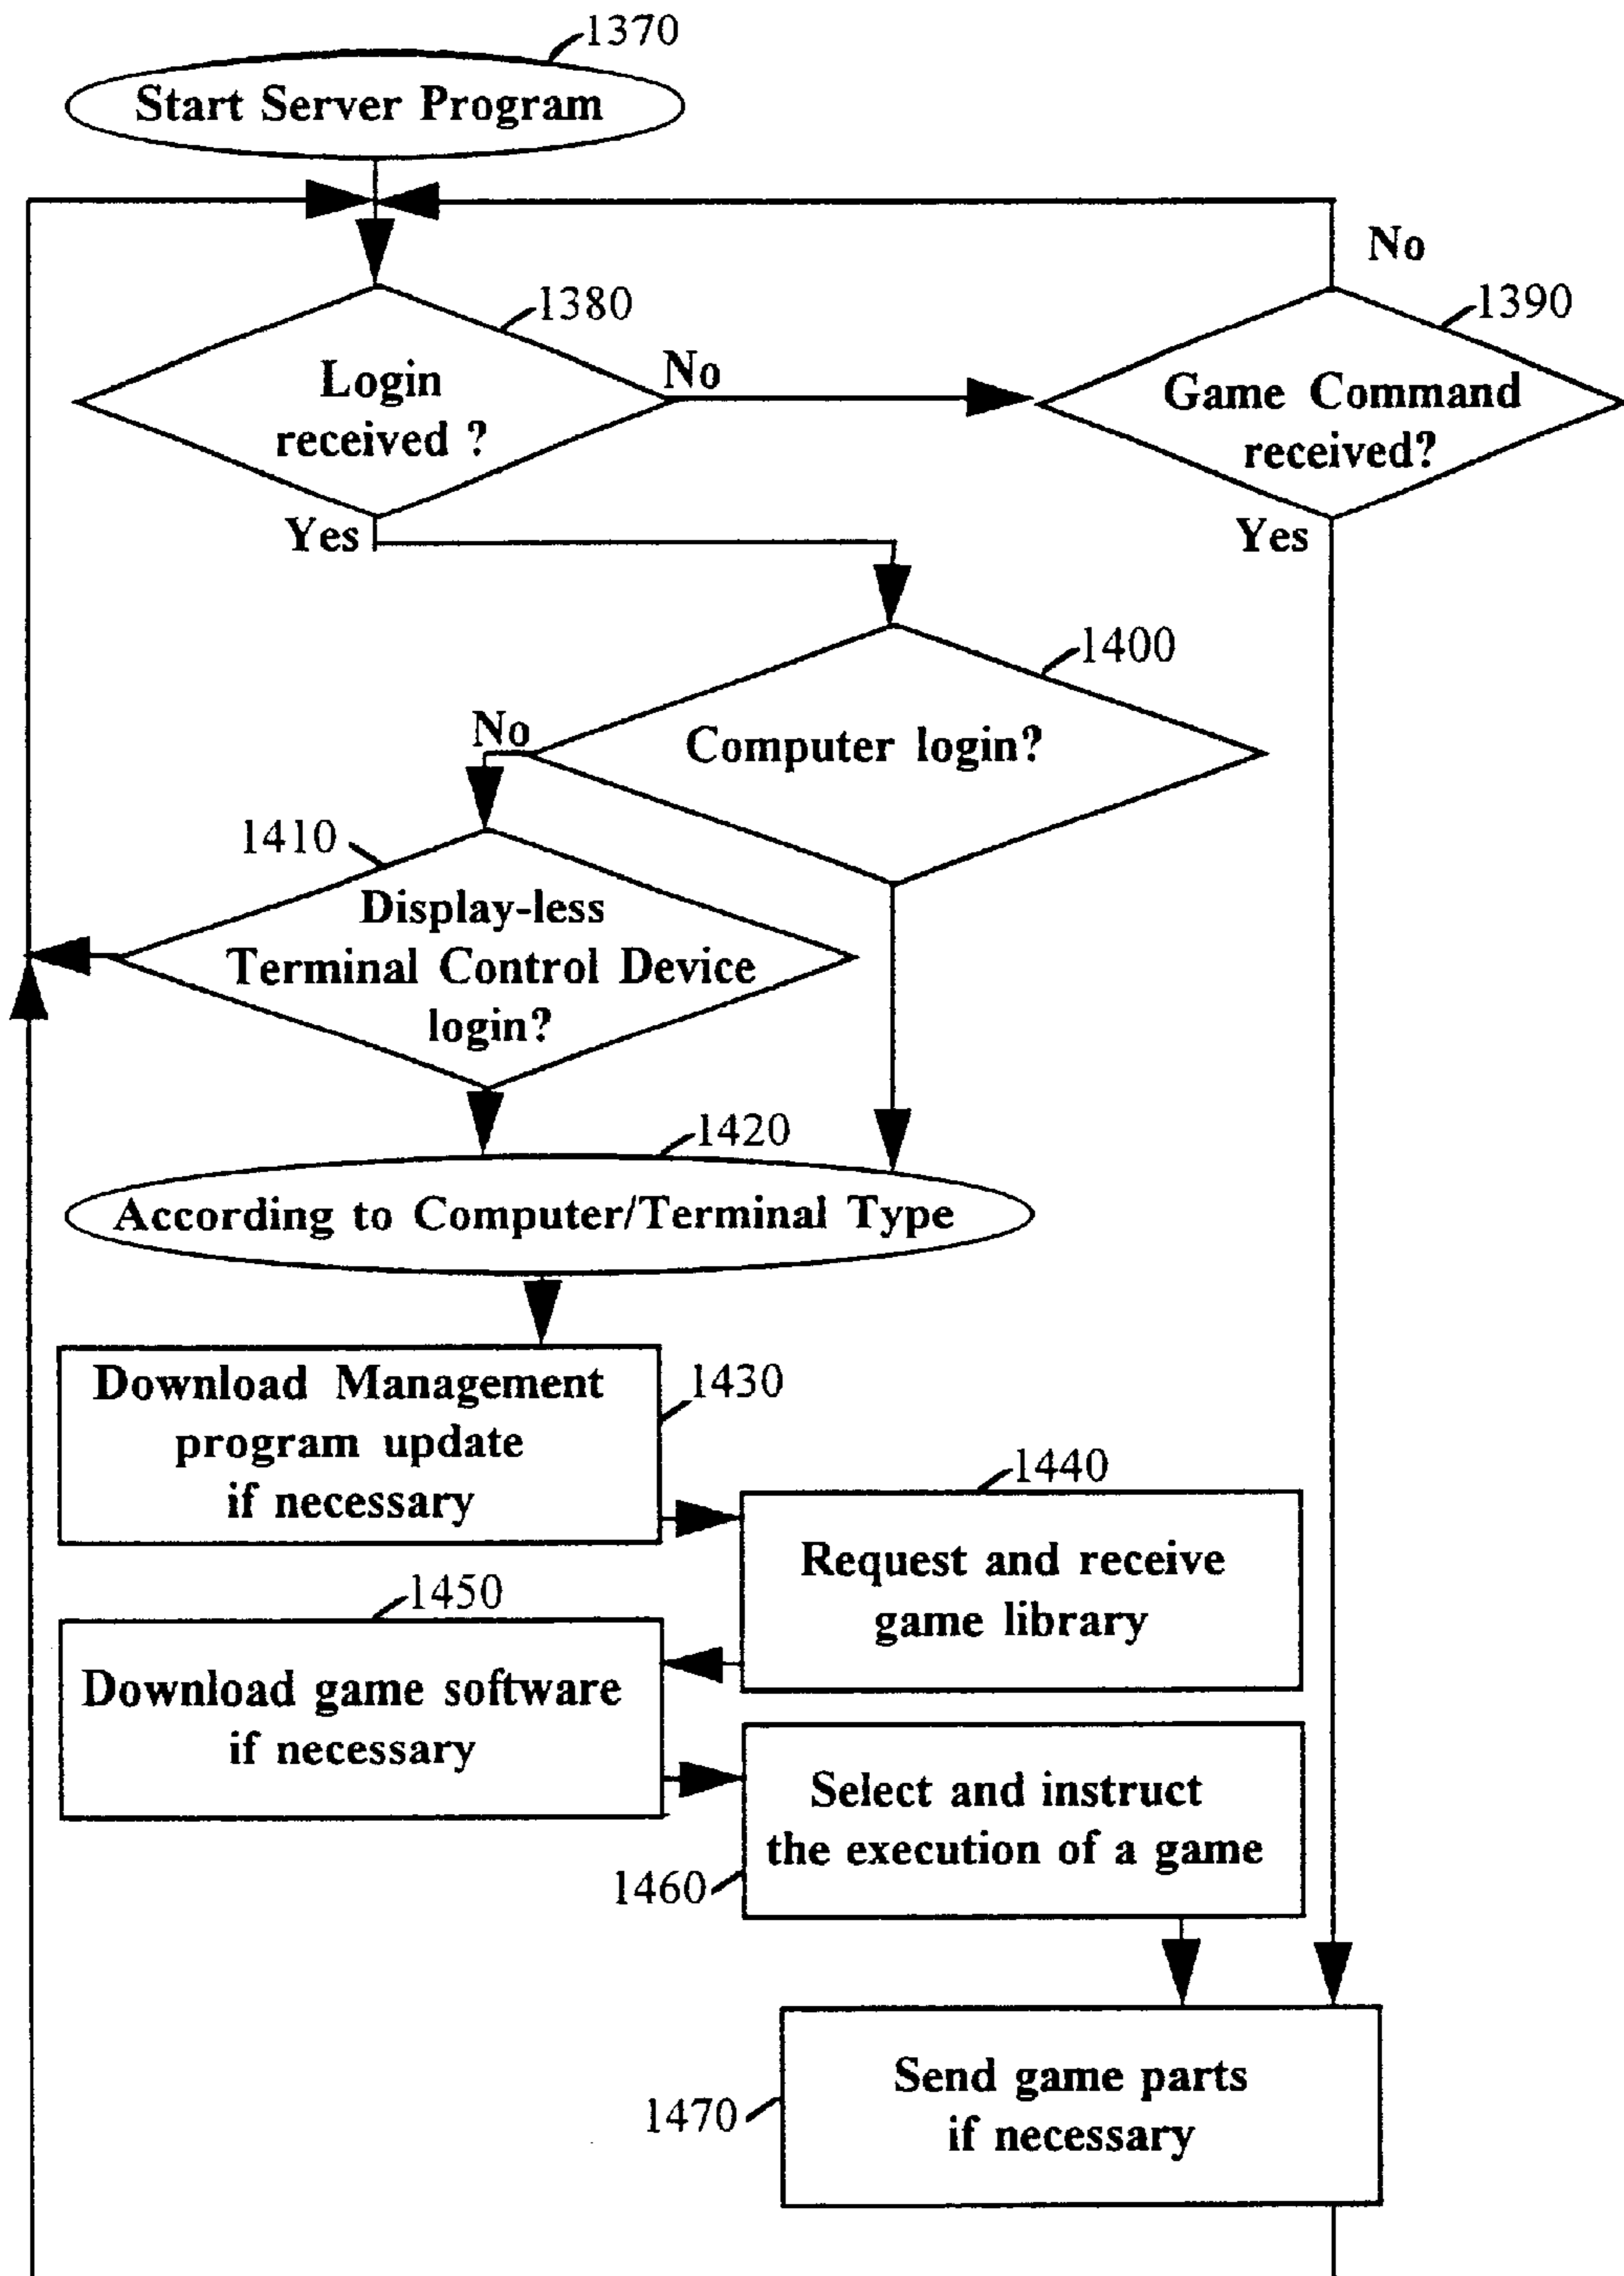 1370
Start Server Program
No
1380
1390
Login
received ?
No
Game Command
received?
Yes
Yes
1400
No
Computer login?
1410
Display-less
Terminal Control Device
login?
1420
According to Computer/Terminal Type
Download Management
program update
if necessary
1430
1440
Request and receive
game library
1450
Download game software
if necessary
Select and instruct
the execution of a game
1460
Send game parts
if necessary
1470